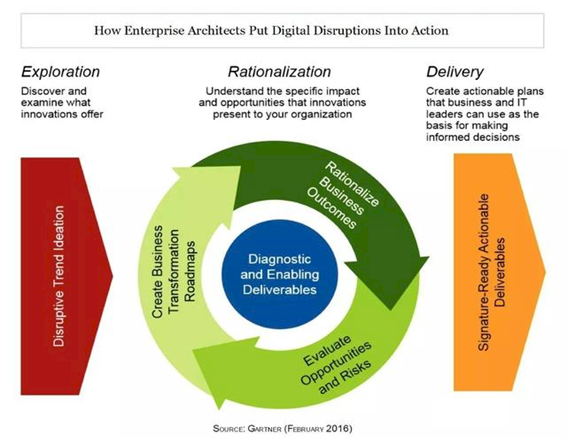 How Enterprise Architects Put Digital Disruptions Into Action
Exploration
Discover and
examine what
innovations offer
Rationalization
Understand the specific impact
and opportunities that innovations
present to your organization
Delivery
Create actionable plans
that business and IT
leaders can use as the
basis for making
informed decisions
Disruptive Trend Ideation
Create Business
Transformation
Roadmaps
Rationalize
Business
Outcomes
Diagnostic
and Enabling
Deliverables
Evaluate
Opportunities
and Risks
Signature-Ready Actionable
Deliverables
SOURCE: GARTNER (FEBRUARY 2016)